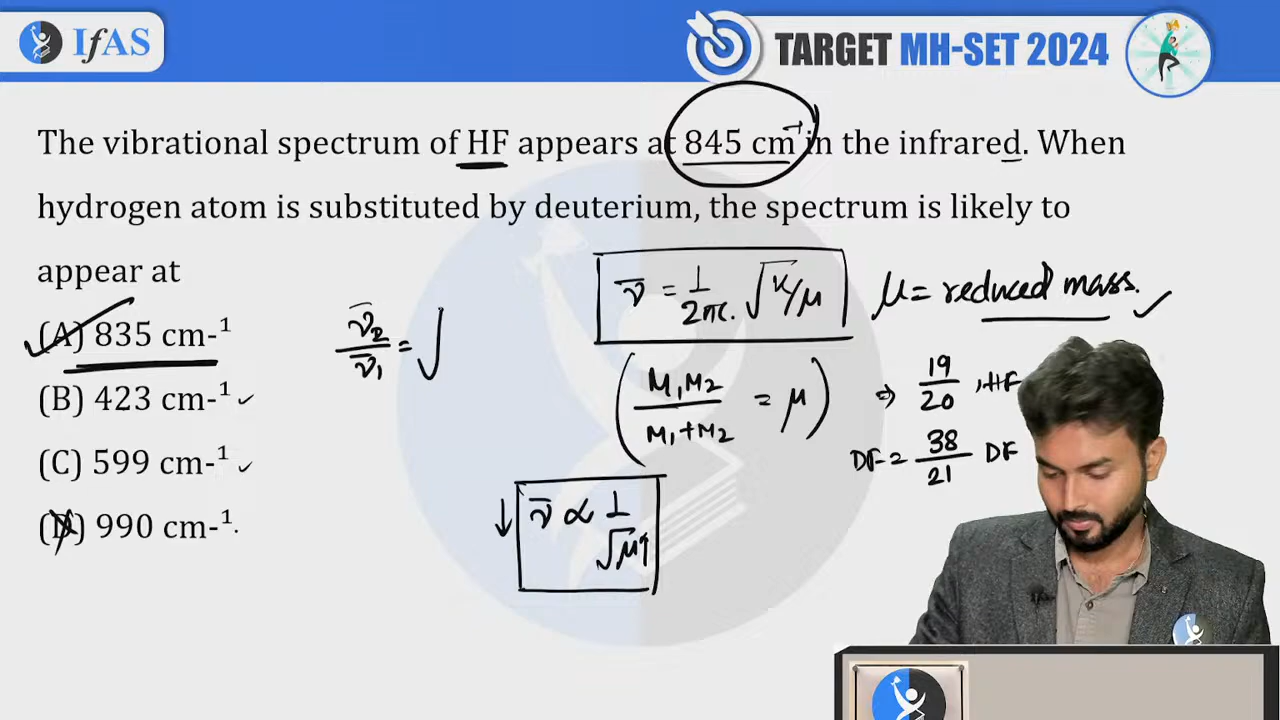 IfAS
TARGET MH-SET 2024
The vibrational spectrum of HF appears at 845 cm⁻¹ in the infrared. When
hydrogen atom is substituted by deuterium, the spectrum is likely to
appear at
(A) 835 cm-¹
(B) 423 cm-¹
(C) 599 cm-¹
(D) 990 cm-¹.
ν̄ = 1/2πc. √K/μ
μ = reduced mass.
ν̄₂/ν̄₁ = √
(M₁M₂/M₁+M₂ = μ)
⇒ 19/20, HF
DF = 38/21 DF
↓ ν̄ ∝ 1/√μ↑